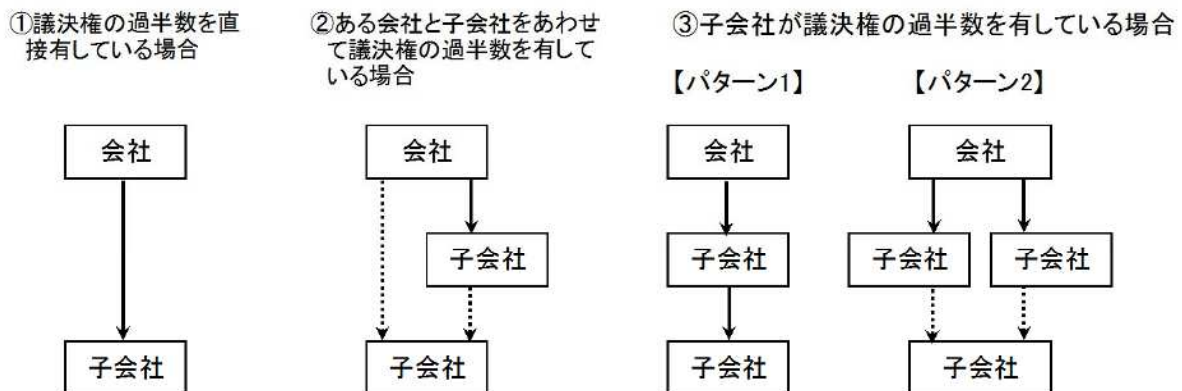 ①議決権の過半数を直
接有している場合
②ある会社と子会社をあわせ
て議決権の過半数を有して
いる場合
③子会社が議決権の過半数を有している場合
【パターン1】
【パターン2】
会社
会社
会社
会社
子会社
子会社
子会社
子会社
子会社
子会社
子会社
子会社